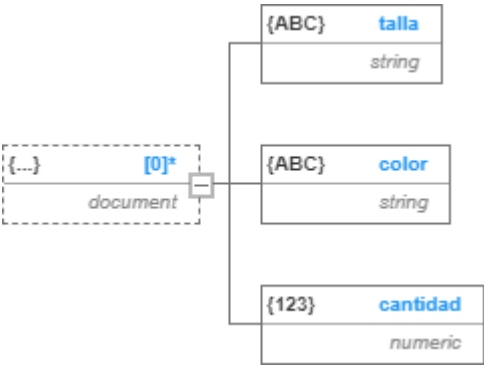 {ABC} talla
string
{...} [0]*
document
{ABC} color
string
{123} cantidad
numeric